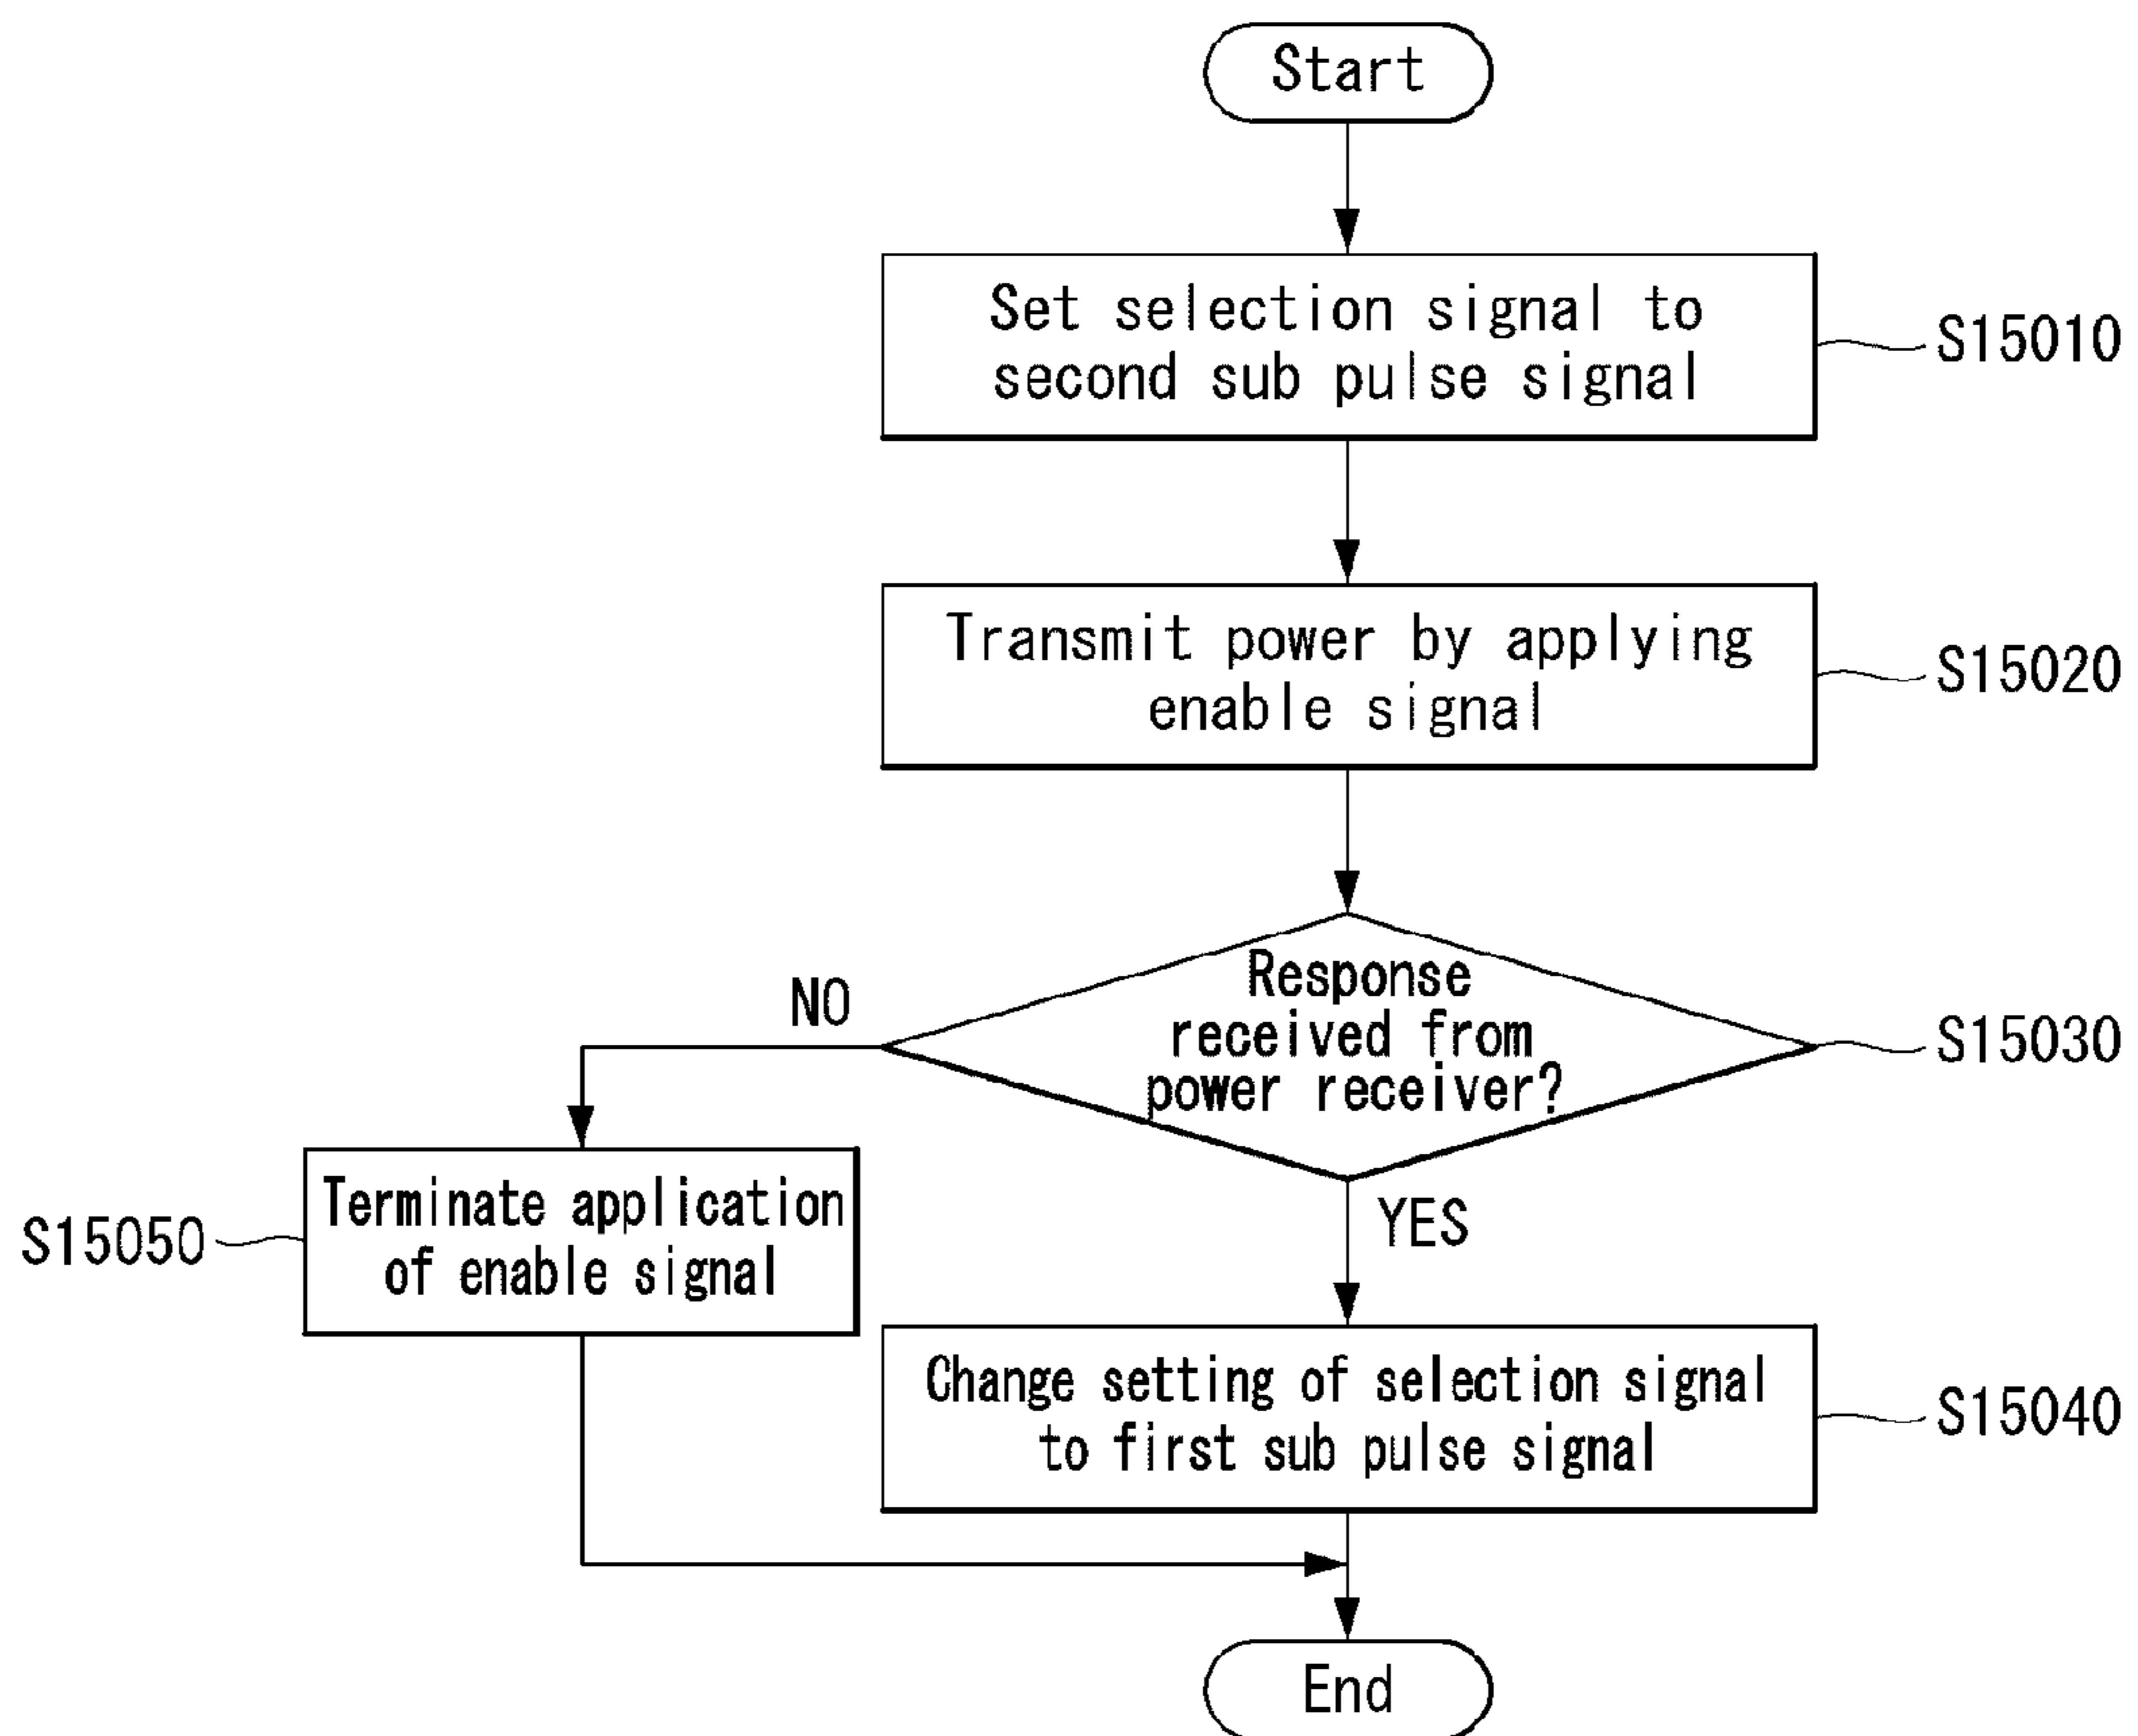 Start
Set selection signal to
second sub pulse signal
S15010
Transmit power by applying
enable signal
S15020
Response
received from
power receiver?
S15030
NO
YES
Terminate application
of enable signal
S15050
Change setting of selection signal
to first sub pulse signal
S15040
End